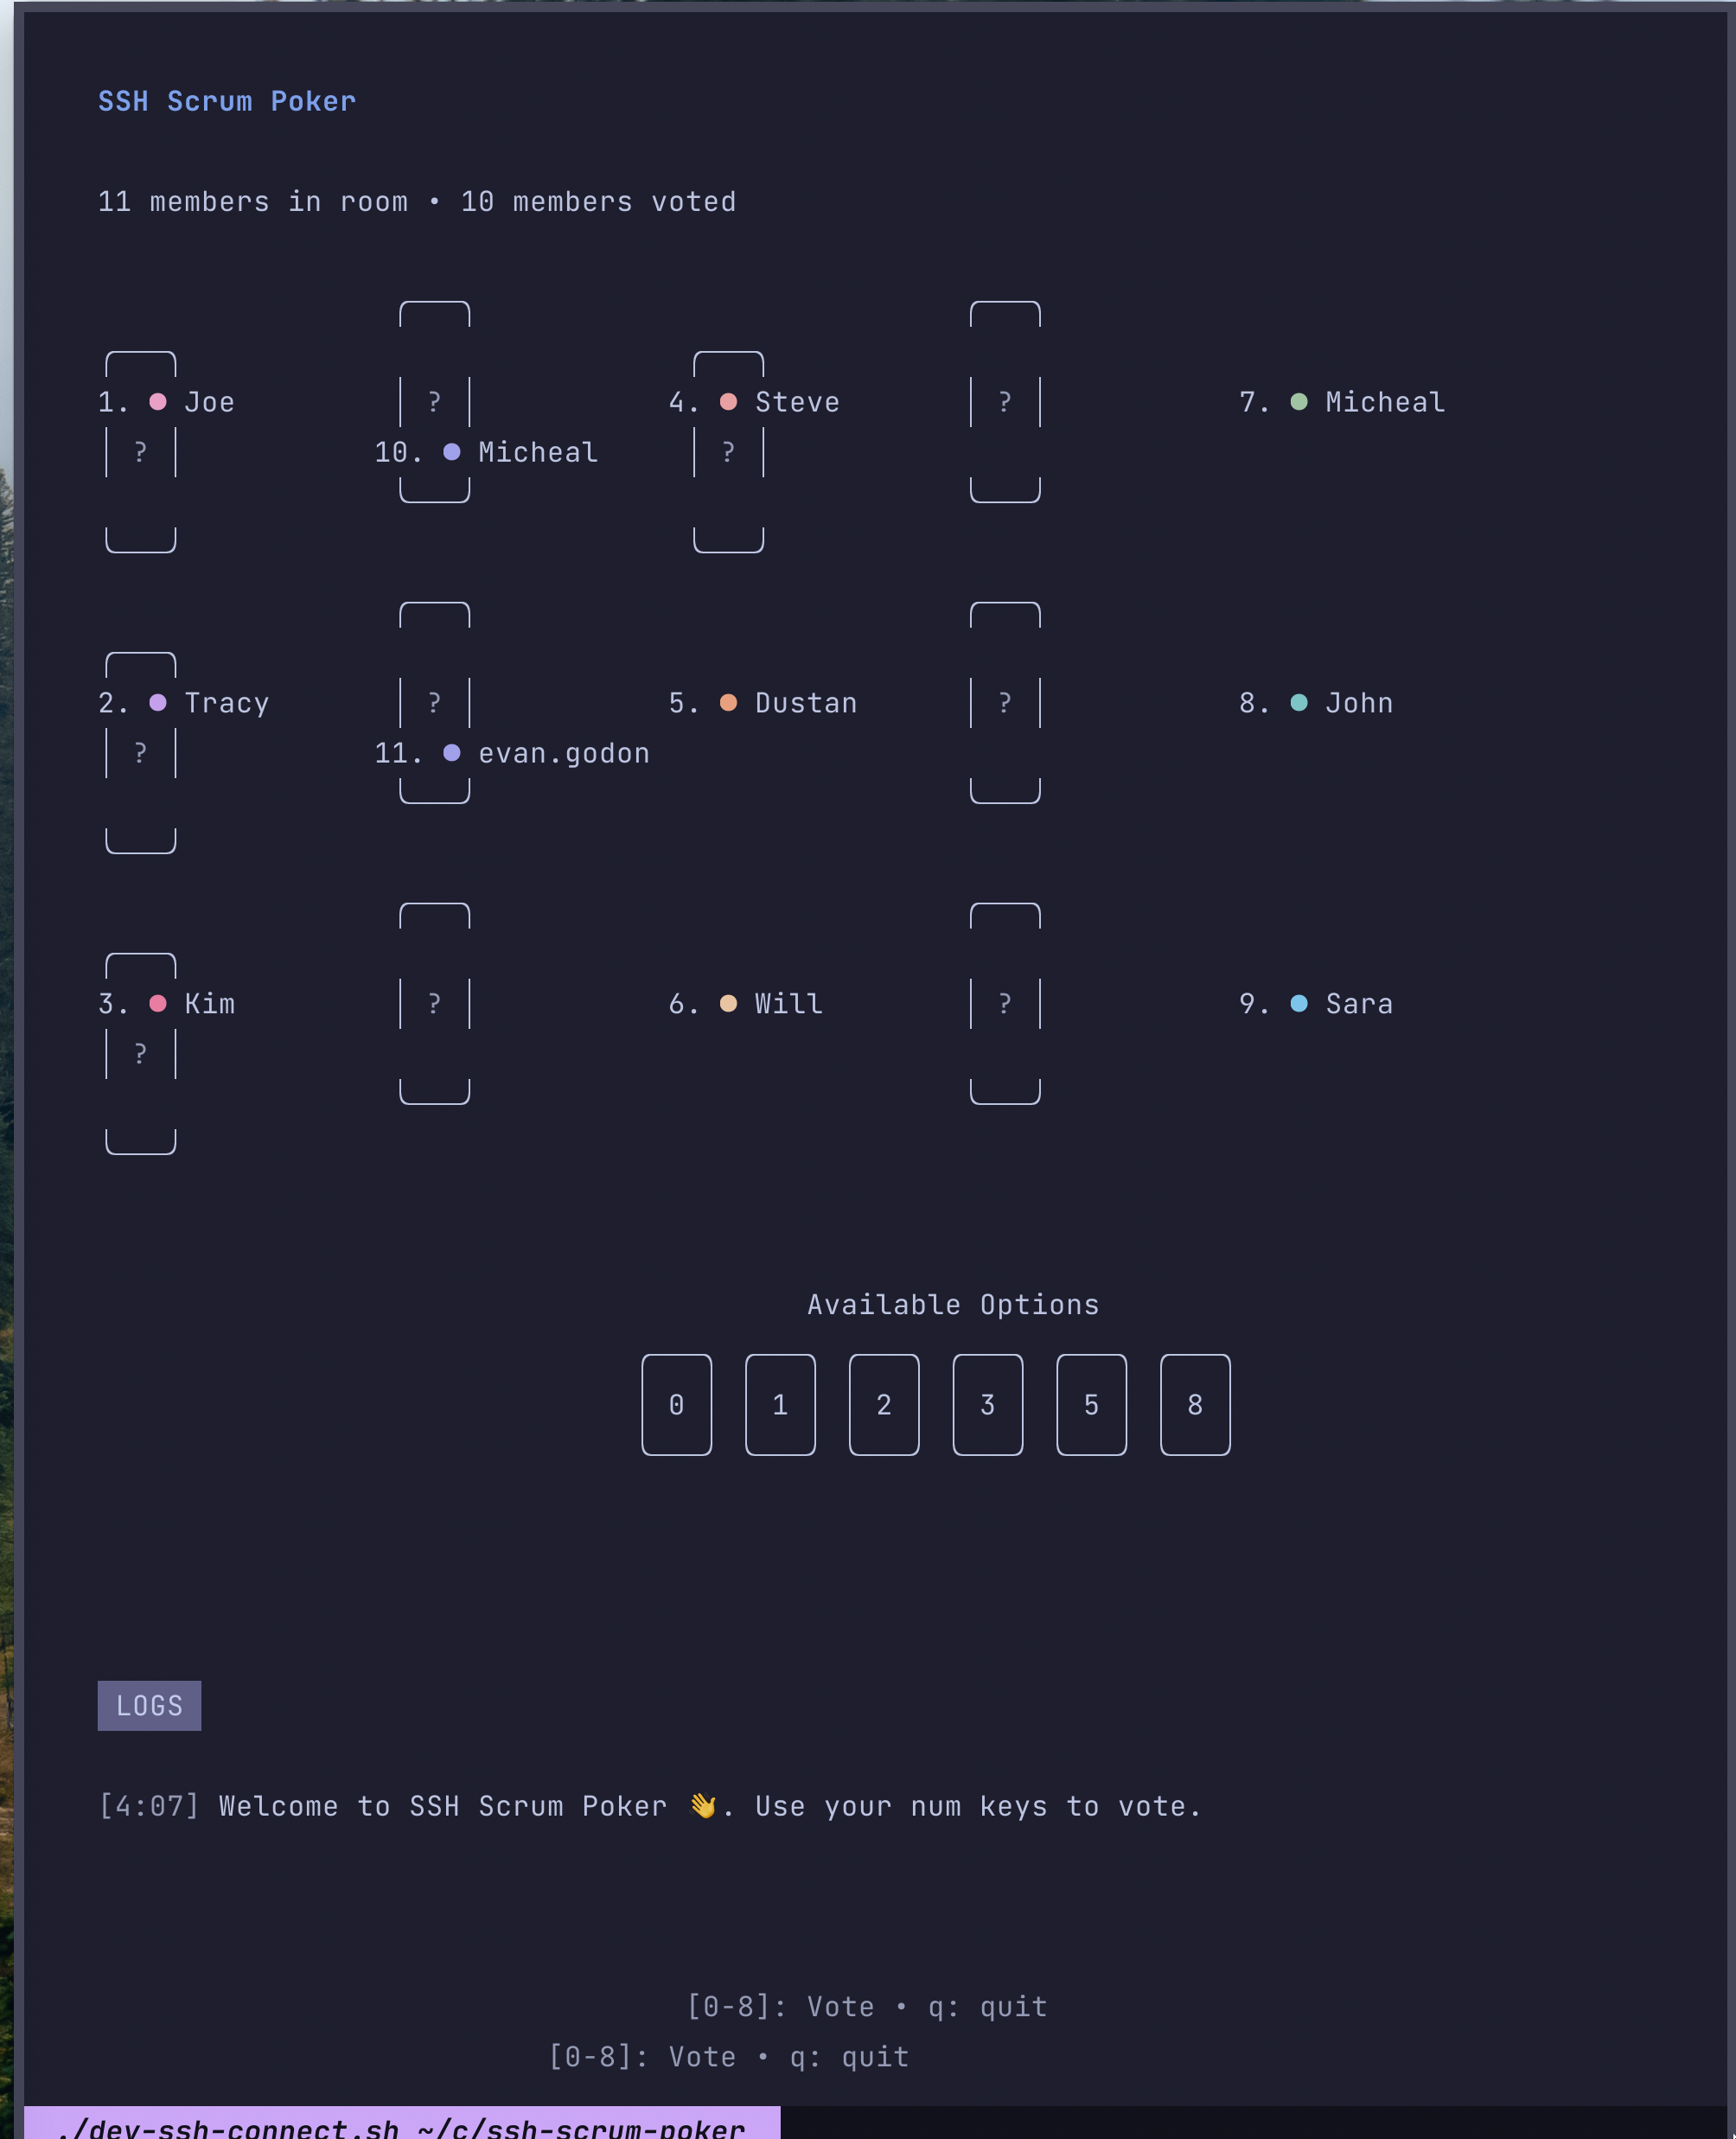 SSH Scrum Poker
11 members in room • 10 members voted
1. ● Joe ? 4. ● Steve ? 7. ● Micheal
? 10. ● Micheal ?
2. ● Tracy ? 5. ● Dustan ? 8. ● John
? 11. ● evan.godon
3. ● Kim ? 6. ● Will ? 9. ● Sara
?
Available Options
0 1 2 3 5 8
LOGS
[4:07] Welcome to SSH Scrum Poker 👋. Use your num keys to vote.
[0-8]: Vote • q: quit
[0-8]: Vote • q: quit
./dev-ssh-connect.sh ~/c/ssh-scrum-poker